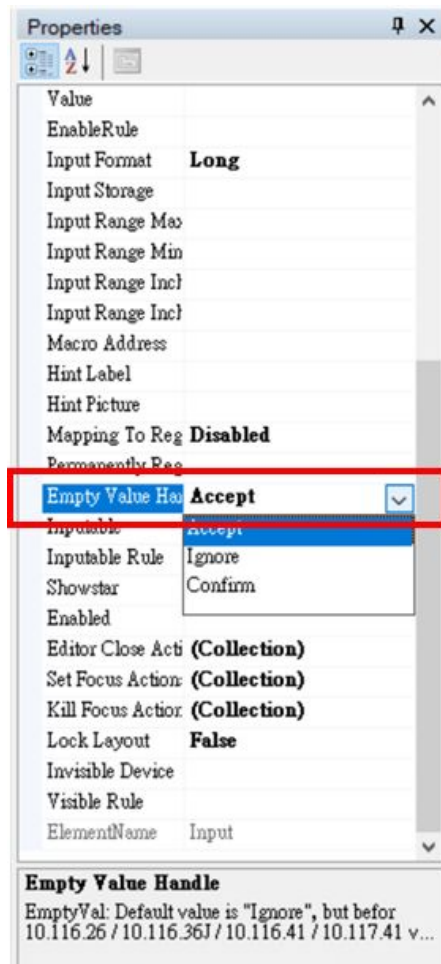 Properties
Value
EnableRule
Input Format Long
Input Storage
Input Range Max
Input Range Min
Input Range Incl
Input Range Incl
Macro Address
Hint Label
Hint Picture
Mapping To Reg Disabled
Permanently Reg
Empty Value Han Accept
Inputable Accept
Inputable Rule Ignore
Showstar Confirm
Enabled
Editor Close Acti (Collection)
Set Focus Action: (Collection)
Kill Focus Action (Collection)
Lock Layout False
Invisible Device
Visible Rule
ElementName Input
Empty Value Handle
EmptyVal: Default value is "Ignore", but befor
10.116.26 / 10.116.36J / 10.116.41 / 10.117.41 v...